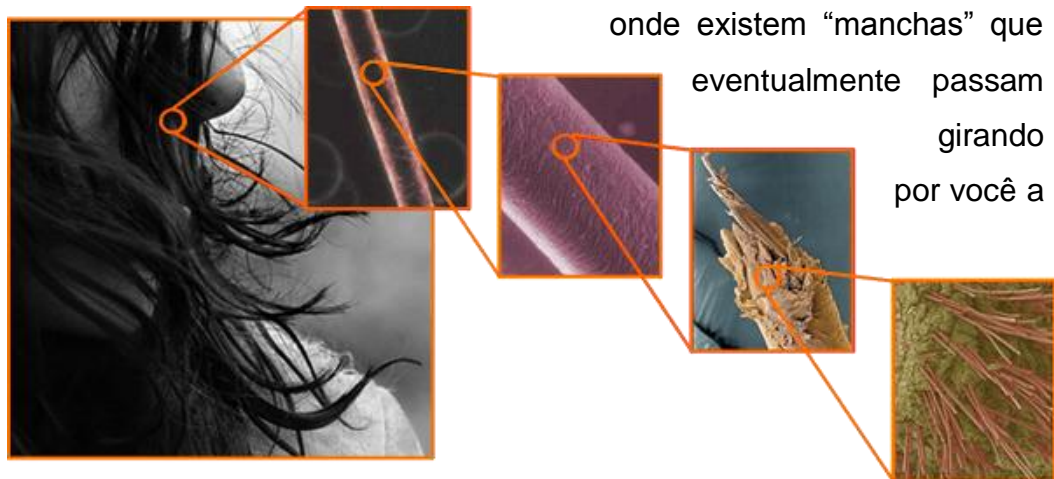 onde existem “manchas” que
eventualmente passam
girando
por você a